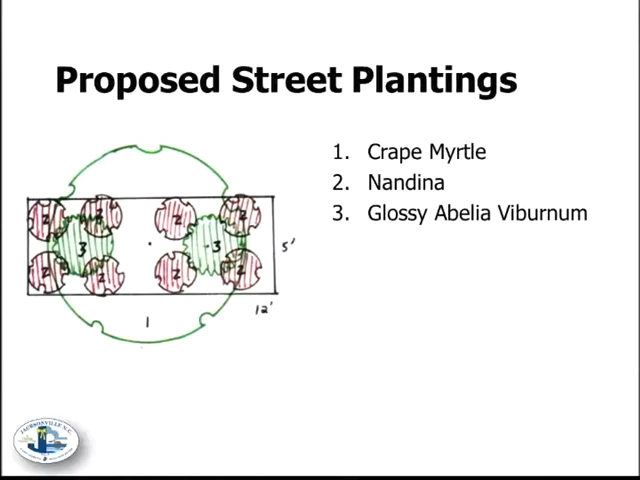 Proposed Street Plantings
1. Crape Myrtle
2. Nandina
3. Glossy Abelia Viburnum
2 2 2 2
3 3
5'
2 2 2 2
12'
1
JACKSONVILLE N.C.